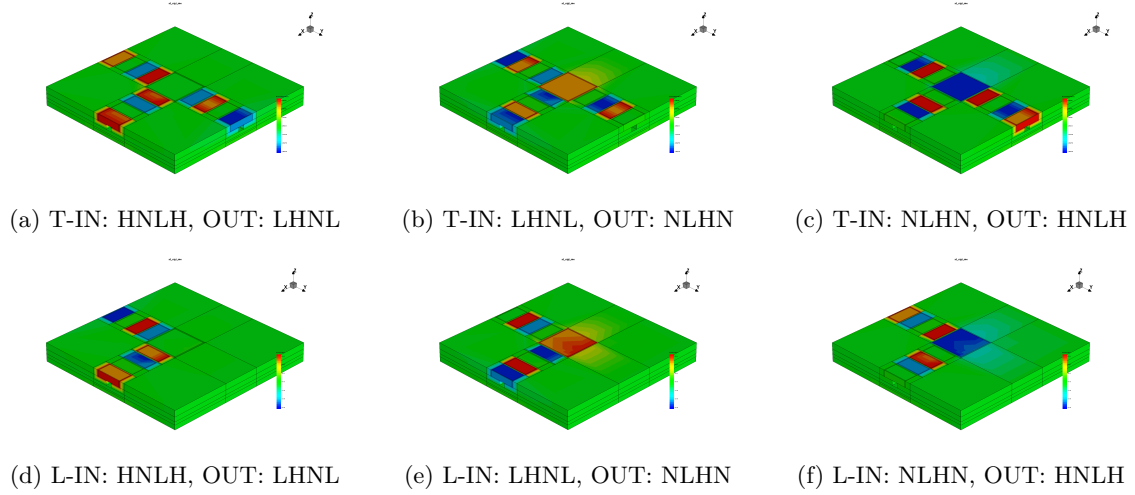 (a) T-IN: HNLH, OUT: LHNL
(b) T-IN: LHNL, OUT: NLHN
(c) T-IN: NLHN, OUT: HNLH
(d) L-IN: HNLH, OUT: LHNL
(e) L-IN: LHNL, OUT: NLHN
(f) L-IN: NLHN, OUT: HNLH